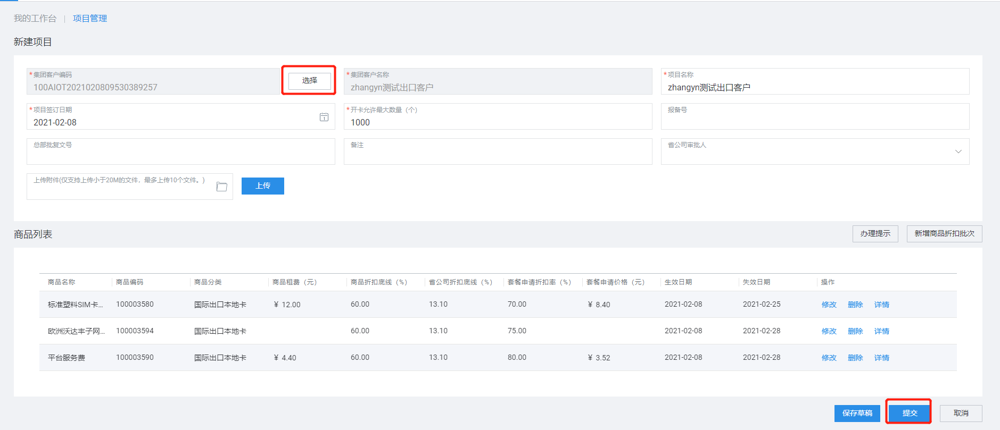 我的工作台 | 项目管理
新建项目
*集团客户编码
100AIOT2021020809530389257
选择
*集团客户名称
zhangyn测试出口客户
*项目名称
zhangyn测试出口客户
*项目签订日期
2021-02-08
*开卡允许最大数量（个）
1000
报备号
总部批复文号
备注
省公司审批人
上传附件(仅支持上传小于20M的文件，最多上传10个文件。)
上传
商品列表
办理提示
新增商品折扣批次
商品名称 商品编码 商品分类 商品租费（元） 商品折扣底线（%） 省公司折扣底线（%） 套餐申请折扣率（%） 套餐申请价格（元） 生效日期 失效日期 操作
标准塑料SIM卡... 100003580 国际出口本地卡 ¥ 12.00 60.00 13.10 70.00 ¥ 8.40 2021-02-08 2021-02-25 修改 删除 详情
欧洲沃达丰子网... 100003594 国际出口本地卡 60.00 13.10 75.00 2021-02-08 2021-02-28 修改 删除 详情
平台服务费 100003590 国际出口本地卡 ¥ 4.40 60.00 13.10 80.00 ¥ 3.52 2021-02-08 2021-02-28 修改 删除 详情
保存草稿
提交
取消